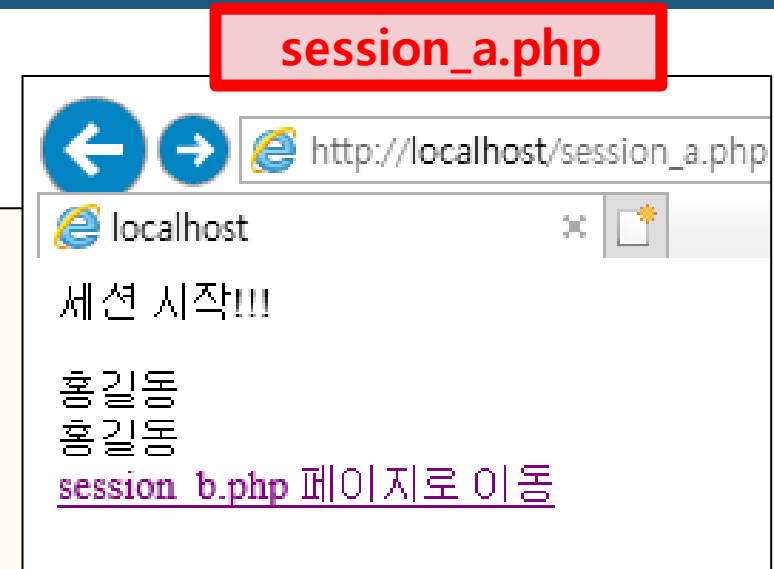 session_a.php
http://localhost/session_a.php
localhost
세션 시작!!!
홍길동
홍길동
session_b.php 페이지로 이동